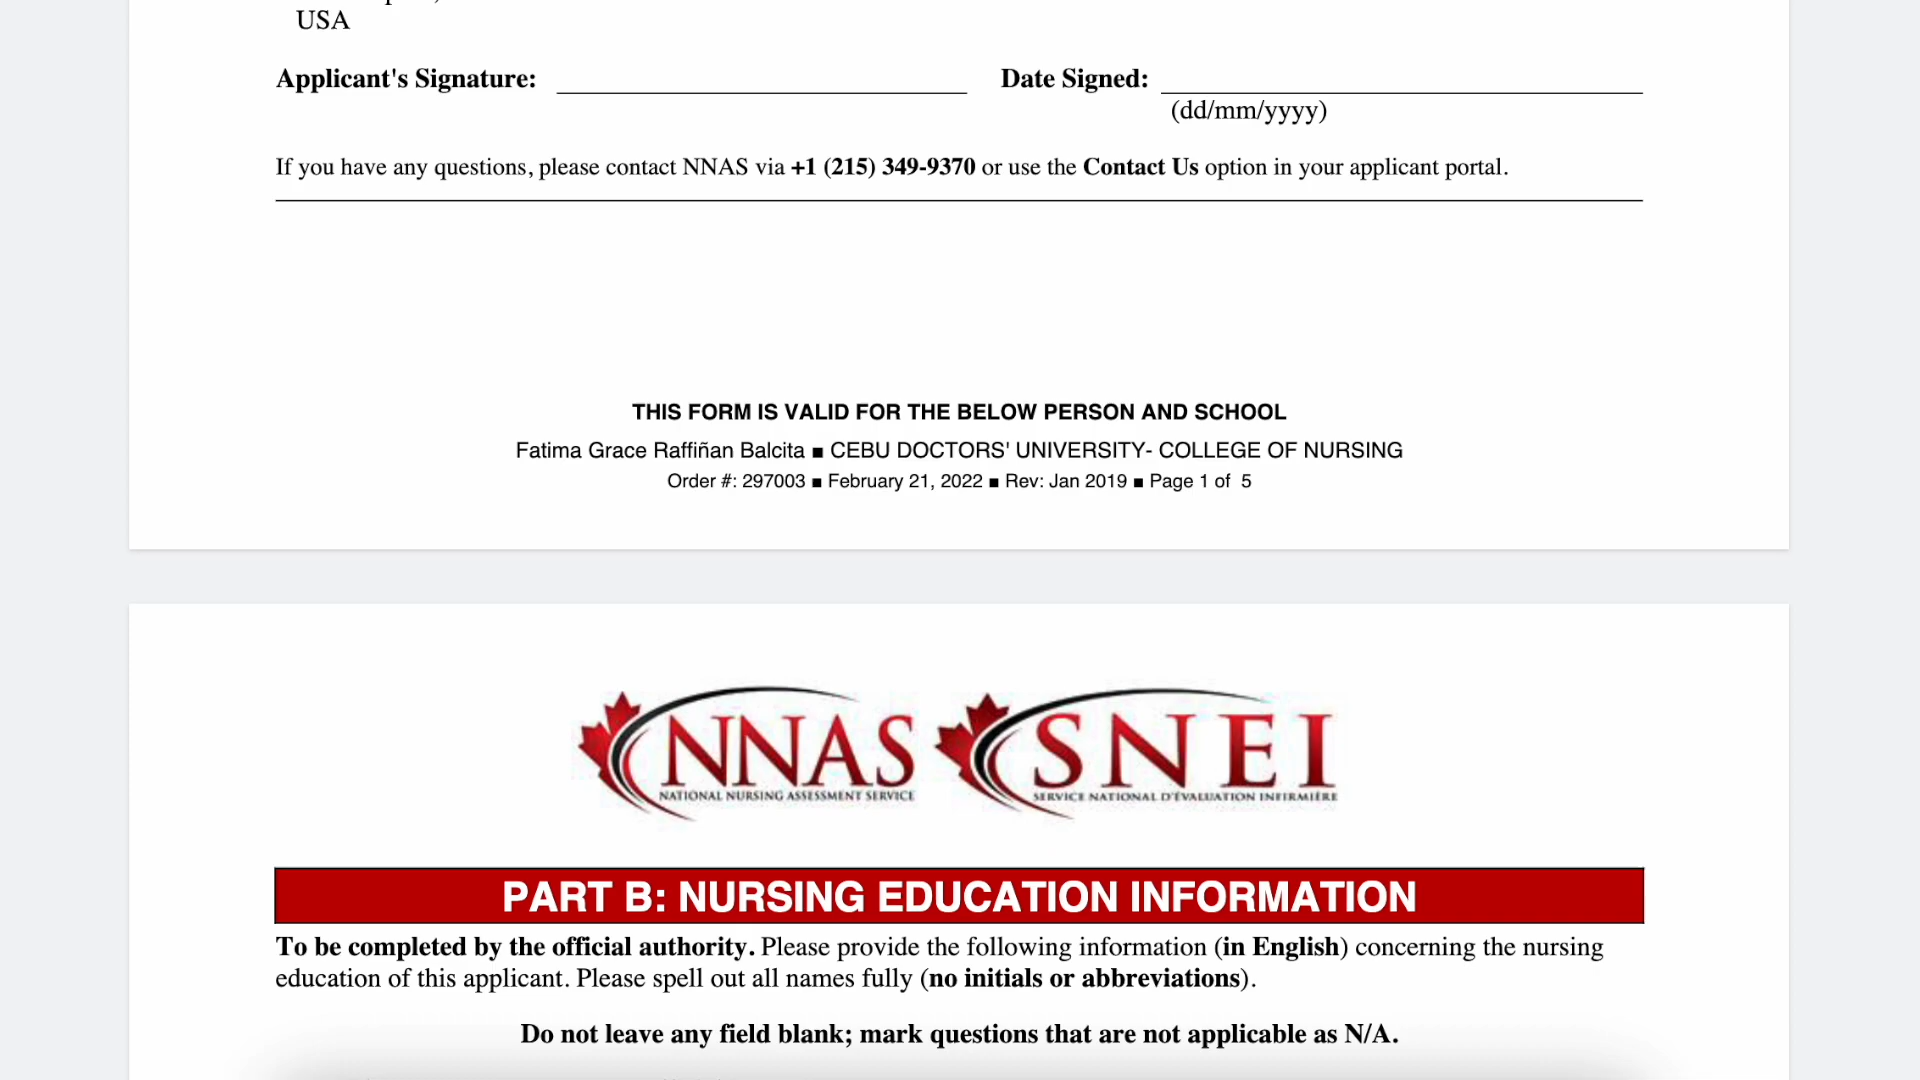 USA
Applicant's Signature: Date Signed:
(dd/mm/yyyy)
If you have any questions, please contact NNAS via +1 (215) 349-9370 or use the Contact Us option in your applicant portal.
THIS FORM IS VALID FOR THE BELOW PERSON AND SCHOOL
Fatima Grace Raffiñan Balcita ■ CEBU DOCTORS' UNIVERSITY- COLLEGE OF NURSING
Order #: 297003 ■ February 21, 2022 ■ Rev: Jan 2019 ■ Page 1 of 5
NNAS SNEI
NATIONAL NURSING ASSESSMENT SERVICE SERVICE NATIONAL D'ÉVALUATION INFIRMIÈRE
PART B: NURSING EDUCATION INFORMATION
To be completed by the official authority. Please provide the following information (in English) concerning the nursing
education of this applicant. Please spell out all names fully (no initials or abbreviations).
Do not leave any field blank; mark questions that are not applicable as N/A.